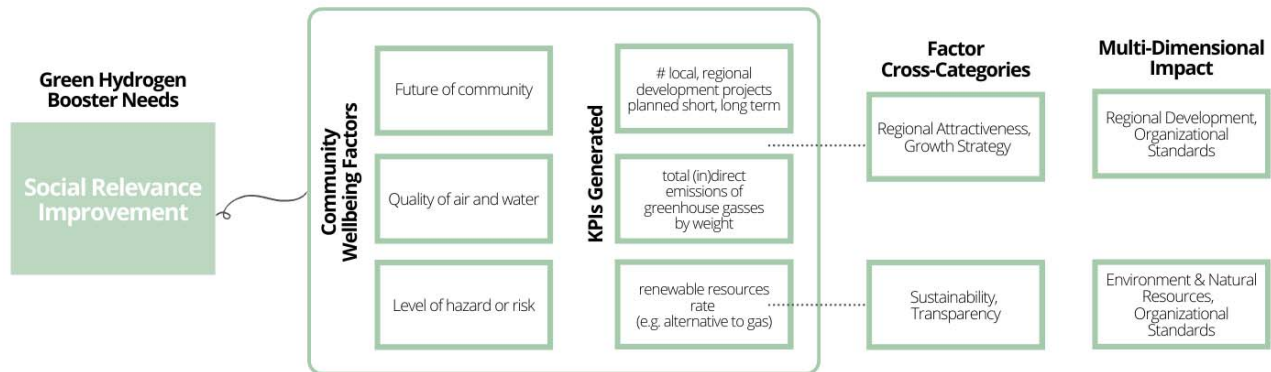 Green Hydrogen
Booster Needs
Social Relevance
Improvement
Community
Wellbeing Factors
Future of community
Quality of air and water
Level of hazard or risk
KPIs Generated
# local, regional
development projects
planned short, long term
total (in)direct
emissions of
greenhouse gasses
by weight
renewable resources
rate
(e.g. alternative to gas)
Factor
Cross-Categories
Regional Attractiveness,
Growth Strategy
Sustainability,
Transparency
Multi-Dimensional
Impact
Regional Development,
Organizational
Standards
Environment & Natural
Resources,
Organizational
Standards